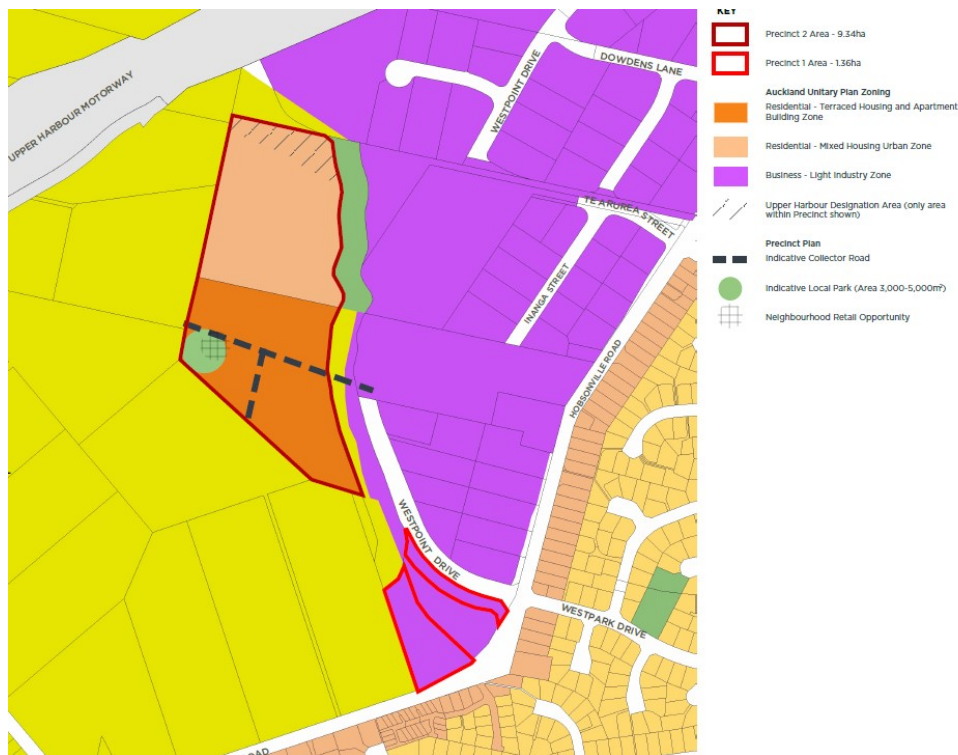 KEY
Precinct 2 Area - 9.34ha
Precinct 1 Area - 1.36ha
Auckland Unitary Plan Zoning
Residential - Terraced Housing and Apartment
Building Zone
Residential - Mixed Housing Urban Zone
Business - Light Industry Zone
Upper Harbour Designation Area (only area
within Precinct shown)
Precinct Plan
Indicative Collector Road
Indicative Local Park (Area 3,000-5,000m²)
Neighbourhood Retail Opportunity
UPPER HARBOUR MOTORWAY
WESTPOINT DRIVE
DOWDENS LANE
TE ARUREA STREET
INANGA STREET
HOBSONVILLE ROAD
WESTPOINT DRIVE
WESTPARK DRIVE
ROAD